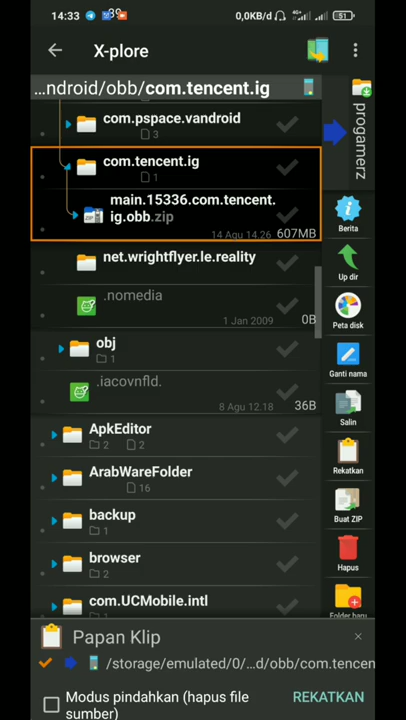 14:33
0,0KB/d
51
X-plore
...ndroid/obb/com.tencent.ig
com.pspace.vandroid
3
com.tencent.ig
1
main.15336.com.tencent.
ig.obb.zip
14 Agu 14.26 607MB
net.wrightflyer.le.reality
.nomedia
1 Jan 2009 0B
obj
1
.iacovnfld.
8 Agu 12.18 36B
ApkEditor
2 2
ArabWareFolder
16
backup
1
browser
2
com.UCMobile.intl
progamerz
Berita
Up dir
Peta disk
Ganti nama
Salin
Rekatkan
Buat ZIP
Hapus
Folder baru
Papan Klip
/storage/emulated/0/...d/obb/com.tencen
Modus pindahkan (hapus file
sumber)
REKATKAN